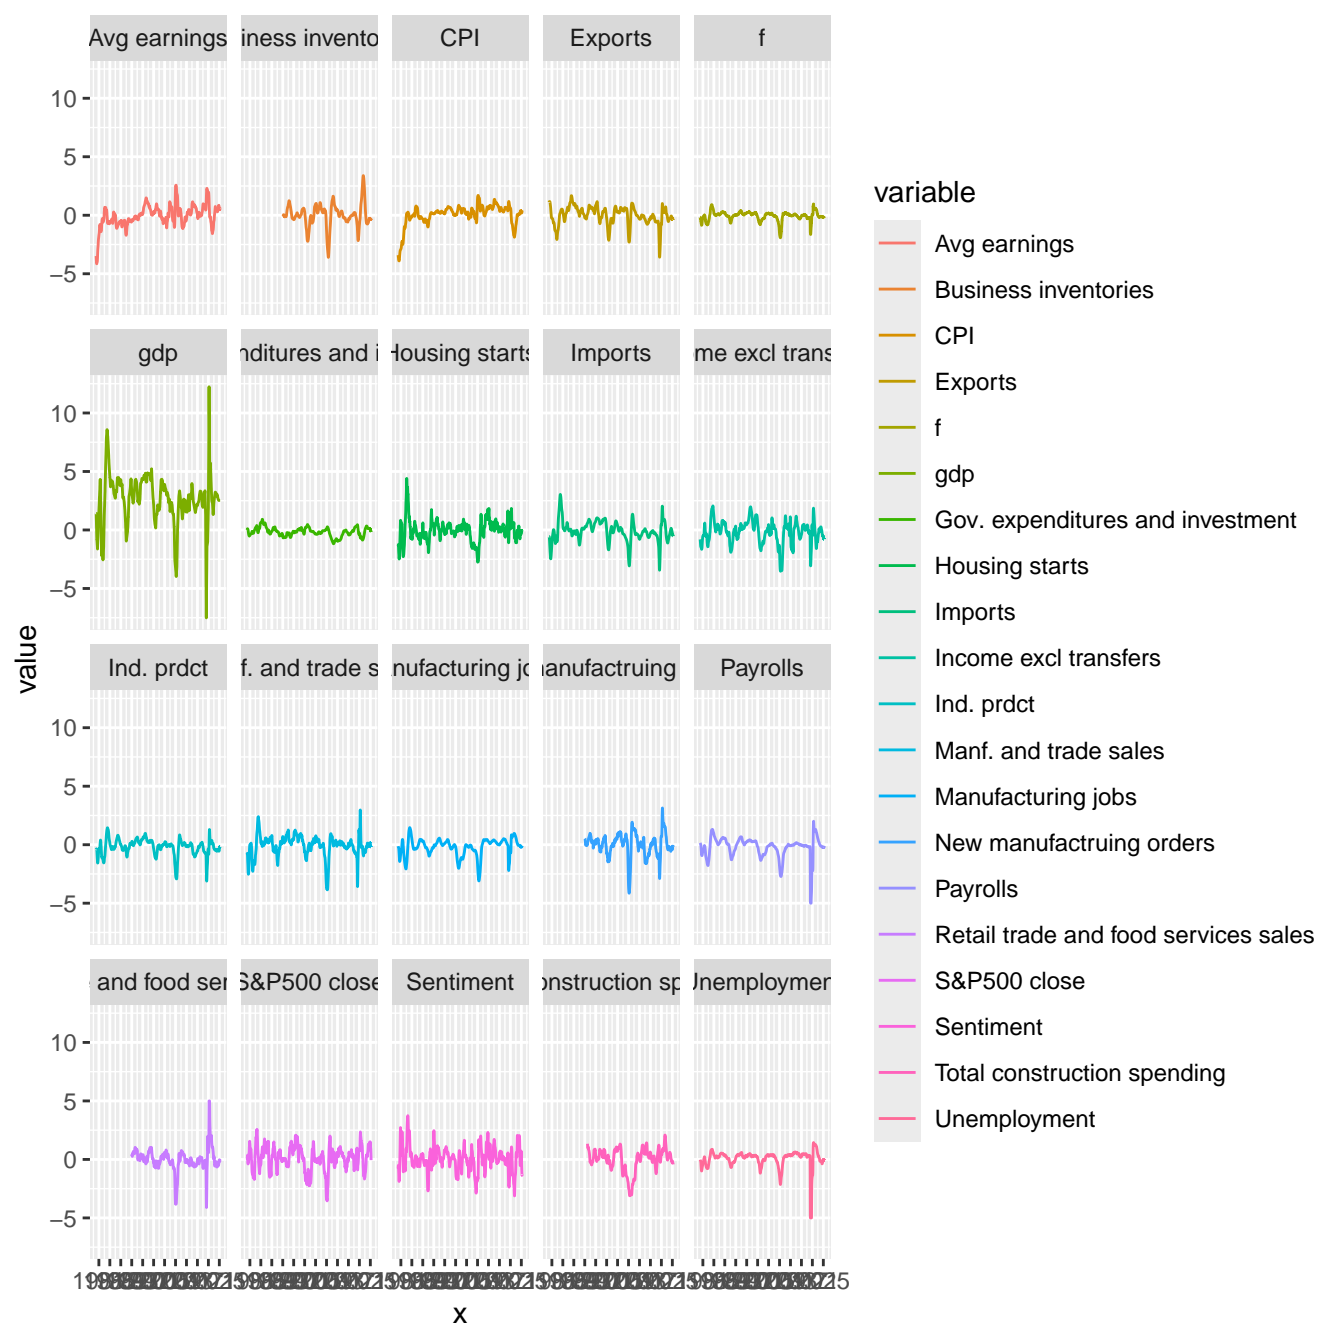 Avg earnings
iness invento
CPI
Exports
f
10
5
0
−5
gdp
nditures and i
Housing starts
Imports
me excl trans
10
5
0
−5
Ind. prdct
f. and trade s
nufacturing jo
manufactruing
Payrolls
10
5
0
−5
and food ser
S&P500 close
Sentiment
onstruction sp
Unemploymen
10
5
0
−5
x
value
variable
Avg earnings
Business inventories
CPI
Exports
f
gdp
Gov. expenditures and investment
Housing starts
Imports
Income excl transfers
Ind. prdct
Manf. and trade sales
Manufacturing jobs
New manufactruing orders
Payrolls
Retail trade and food services sales
S&P500 close
Sentiment
Total construction spending
Unemployment